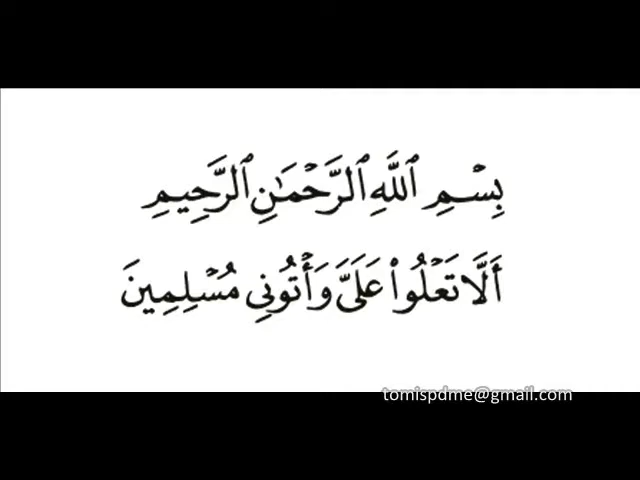 بِسْمِ ٱللَّهِ ٱلرَّحْمَٰنِ ٱلرَّحِيمِ
أَلَّا تَعْلُوا۟ عَلَىَّ وَأْتُونِى مُسْلِمِينَ
tomispdme@gmail.com